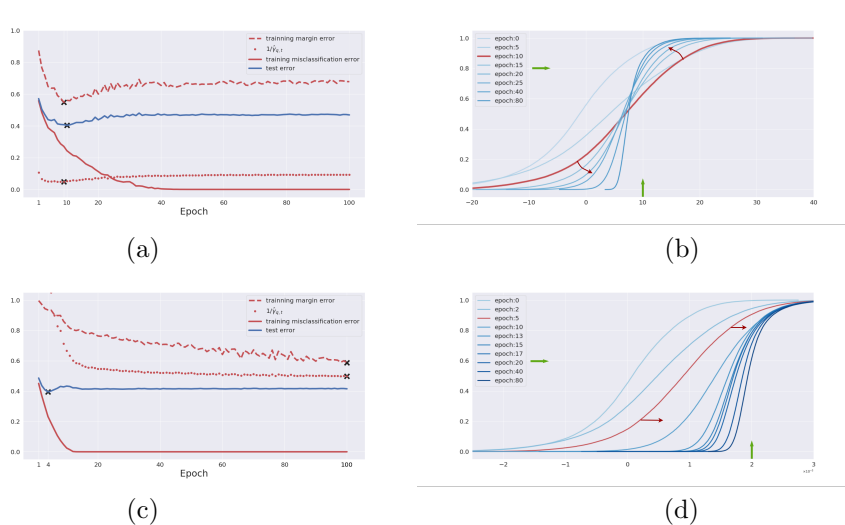 1.0
0.8
0.6
0.4
0.2
0.0
trainning margin error
1/γ̂q,t
training misclassification error
test error
1 10 20 40 60 80 100
Epoch
(a)
1.0
0.8
0.6
0.4
0.2
0.0
epoch:0
epoch:5
epoch:10
epoch:15
epoch:20
epoch:25
epoch:40
epoch:80
−20 −10 0 10 20 30 40
(b)
1.0
0.8
0.6
0.4
0.2
0.0
trainning margin error
1/γ̂q,t
training misclassification error
test error
1 4 20 40 60 80 100
Epoch
(c)
1.0
0.8
0.6
0.4
0.2
0.0
epoch:0
epoch:2
epoch:5
epoch:10
epoch:13
epoch:15
epoch:17
epoch:20
epoch:40
epoch:80
−2 −1 0 1 2 3
(d)